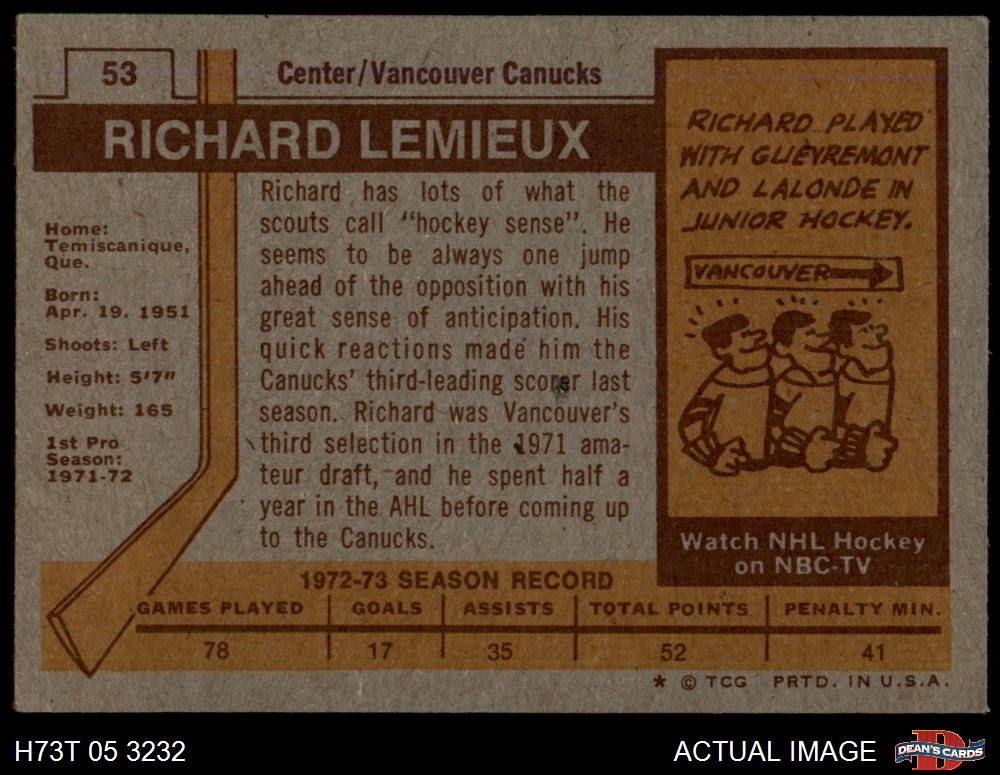 53
Center/Vancouver Canucks
RICHARD LEMIEUX
Home:
Temiscanique,
Que.
Born:
Apr. 19, 1951
Shoots: Left
Height: 5'7"
Weight: 165
1st Pro
Season:
1971-72
Richard has lots of what the
scouts call "hockey sense". He
seems to be always one jump
ahead of the opposition with his
great sense of anticipation. His
quick reactions made him the
Canucks' third-leading scorer last
season. Richard was Vancouver's
third selection in the 1971 ama-
teur draft, and he spent half a
year in the AHL before coming up
to the Canucks.
RICHARD PLAYED
WITH GUEVREMONT
AND LALONDE IN
JUNIOR HOCKEY.
VANCOUVER
Watch NHL Hockey
on NBC-TV
1972-73 SEASON RECORD
GAMES PLAYED GOALS ASSISTS TOTAL POINTS PENALTY MIN.
78 17 35 52 41
* © TCG PRTD. IN U.S.A.
H73T 05 3232
ACTUAL IMAGE
D
DEAN'S CARDS